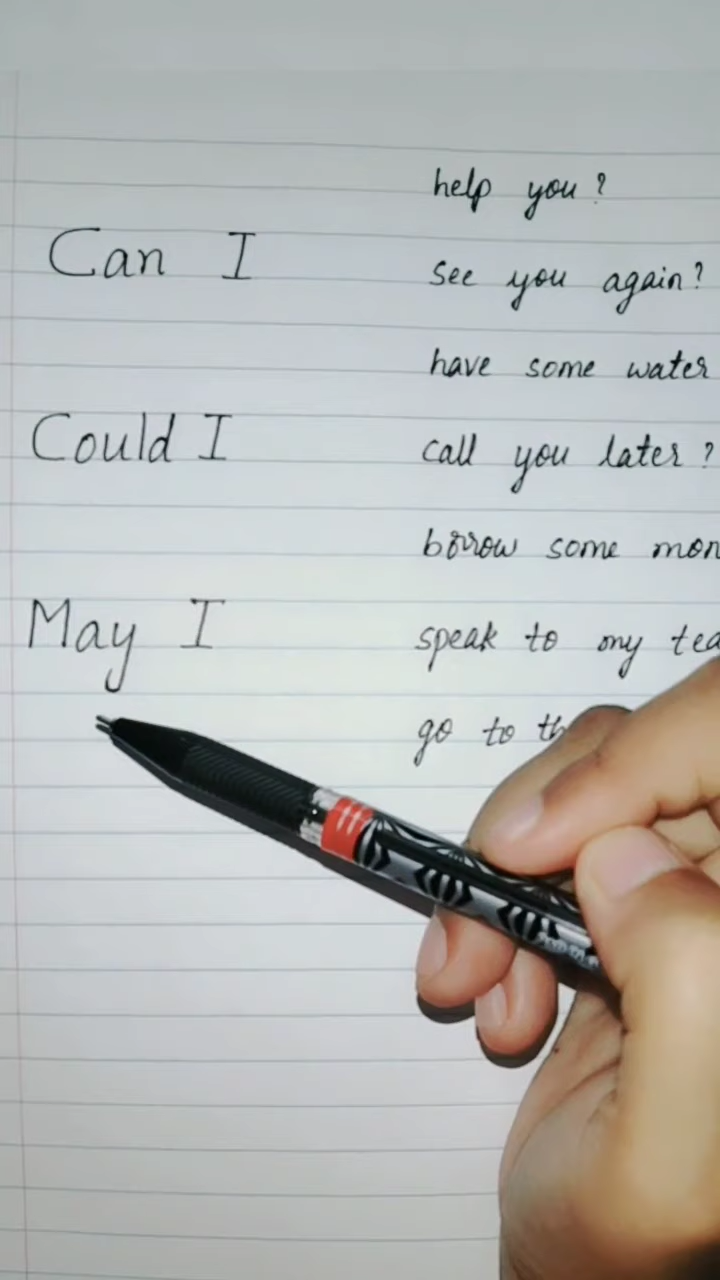 help you?
Can I
see you again?
have some water
Could I
call you later?
borrow some
May I
speak to my
go to